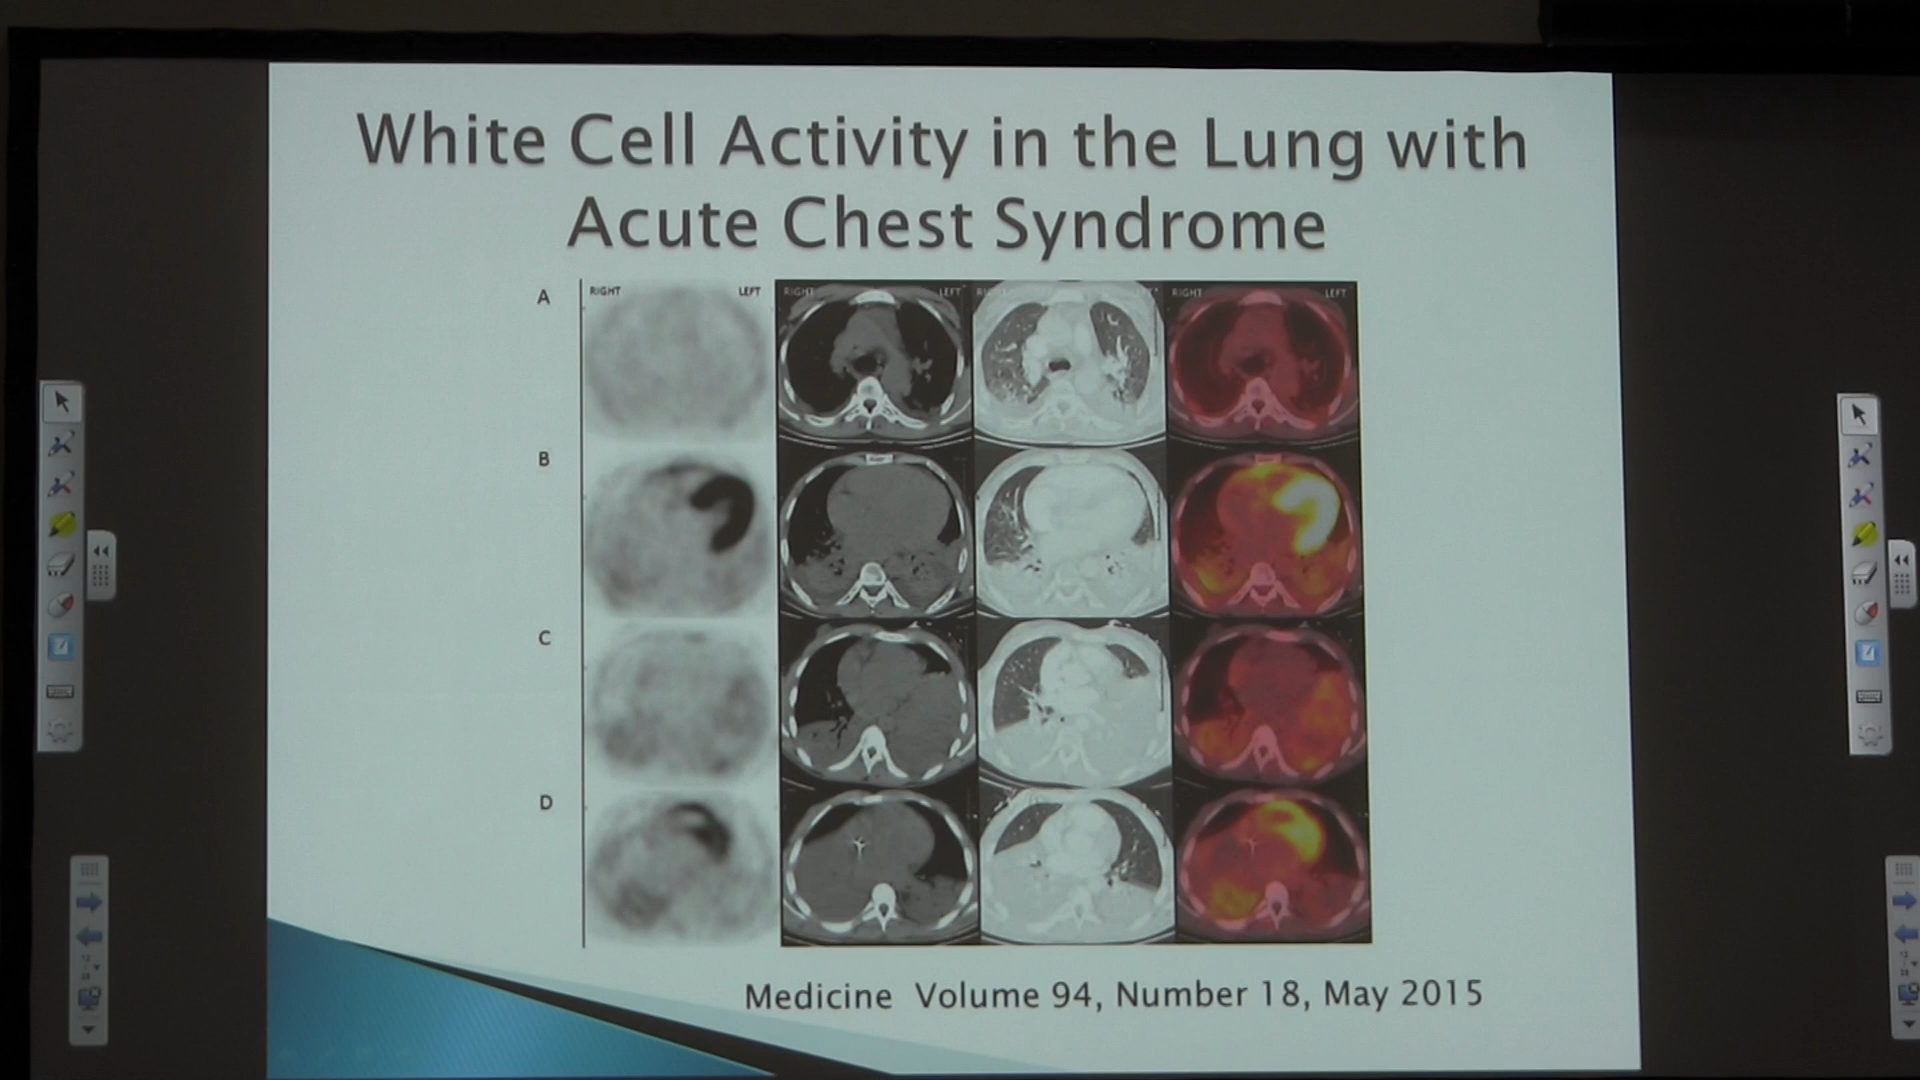 White Cell Activity in the Lung with
Acute Chest Syndrome
A
RIGHT LEFT RIGHT LEFT RIGHT LEFT
B
C
D
Medicine Volume 94, Number 18, May 2015